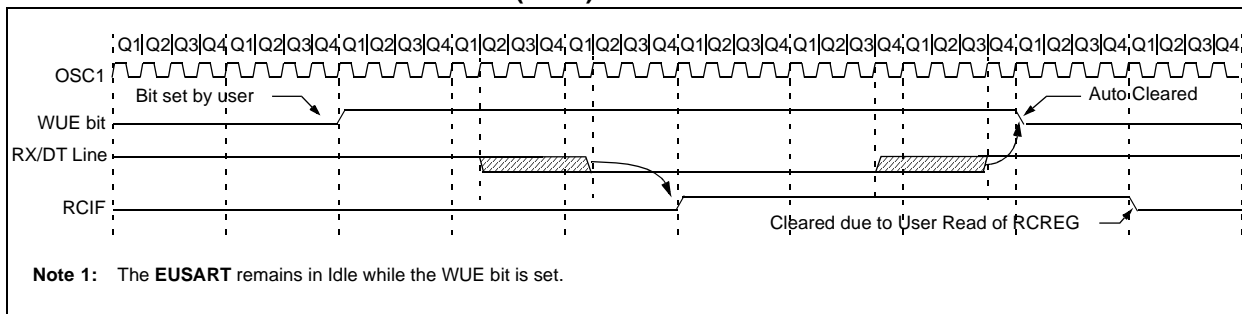 Q1|Q2|Q3|Q4 Q1|Q2|Q3|Q4 Q1|Q2|Q3|Q4 Q1|Q2|Q3|Q4 Q1|Q2|Q3|Q4 Q1|Q2|Q3|Q4 Q1|Q2|Q3|Q4 Q1|Q2|Q3|Q4 Q1|Q2|Q3|Q4 Q1|Q2|Q3|Q4
OSC1
Bit set by user
Auto Cleared
WUE bit
RX/DT Line
RCIF
Cleared due to User Read of RCREG
Note 1: The EUSART remains in Idle while the WUE bit is set.